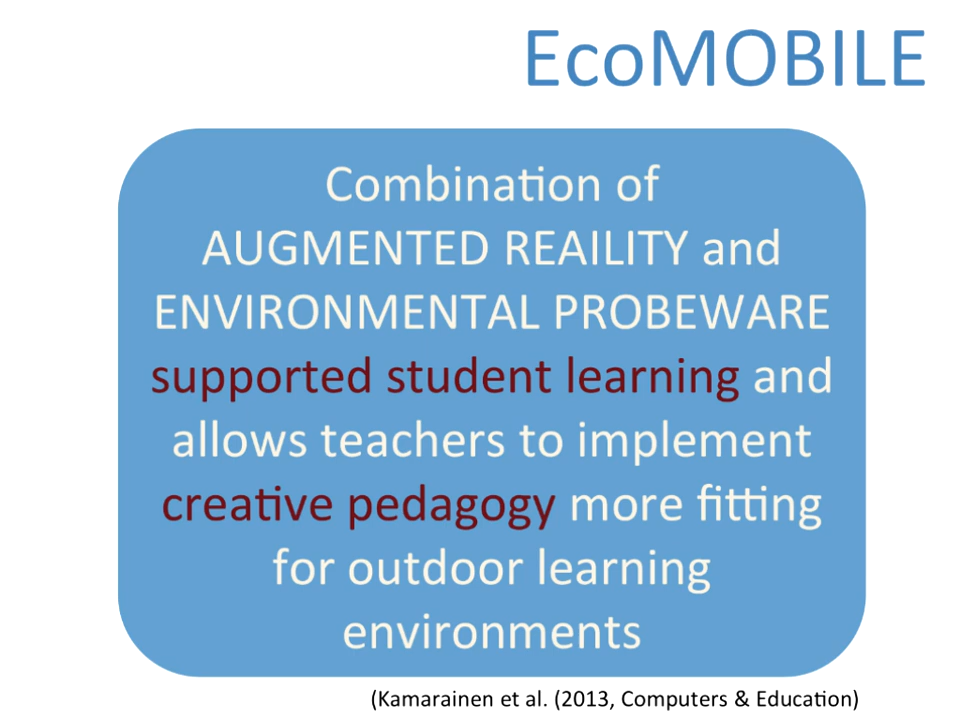 EcoMOBILE
Combination of
AUGMENTED REAILITY and
ENVIRONMENTAL PROBEWARE
supported student learning and
allows teachers to implement
creative pedagogy more fitting
for outdoor learning
environments
(Kamarainen et al. (2013, Computers & Education)